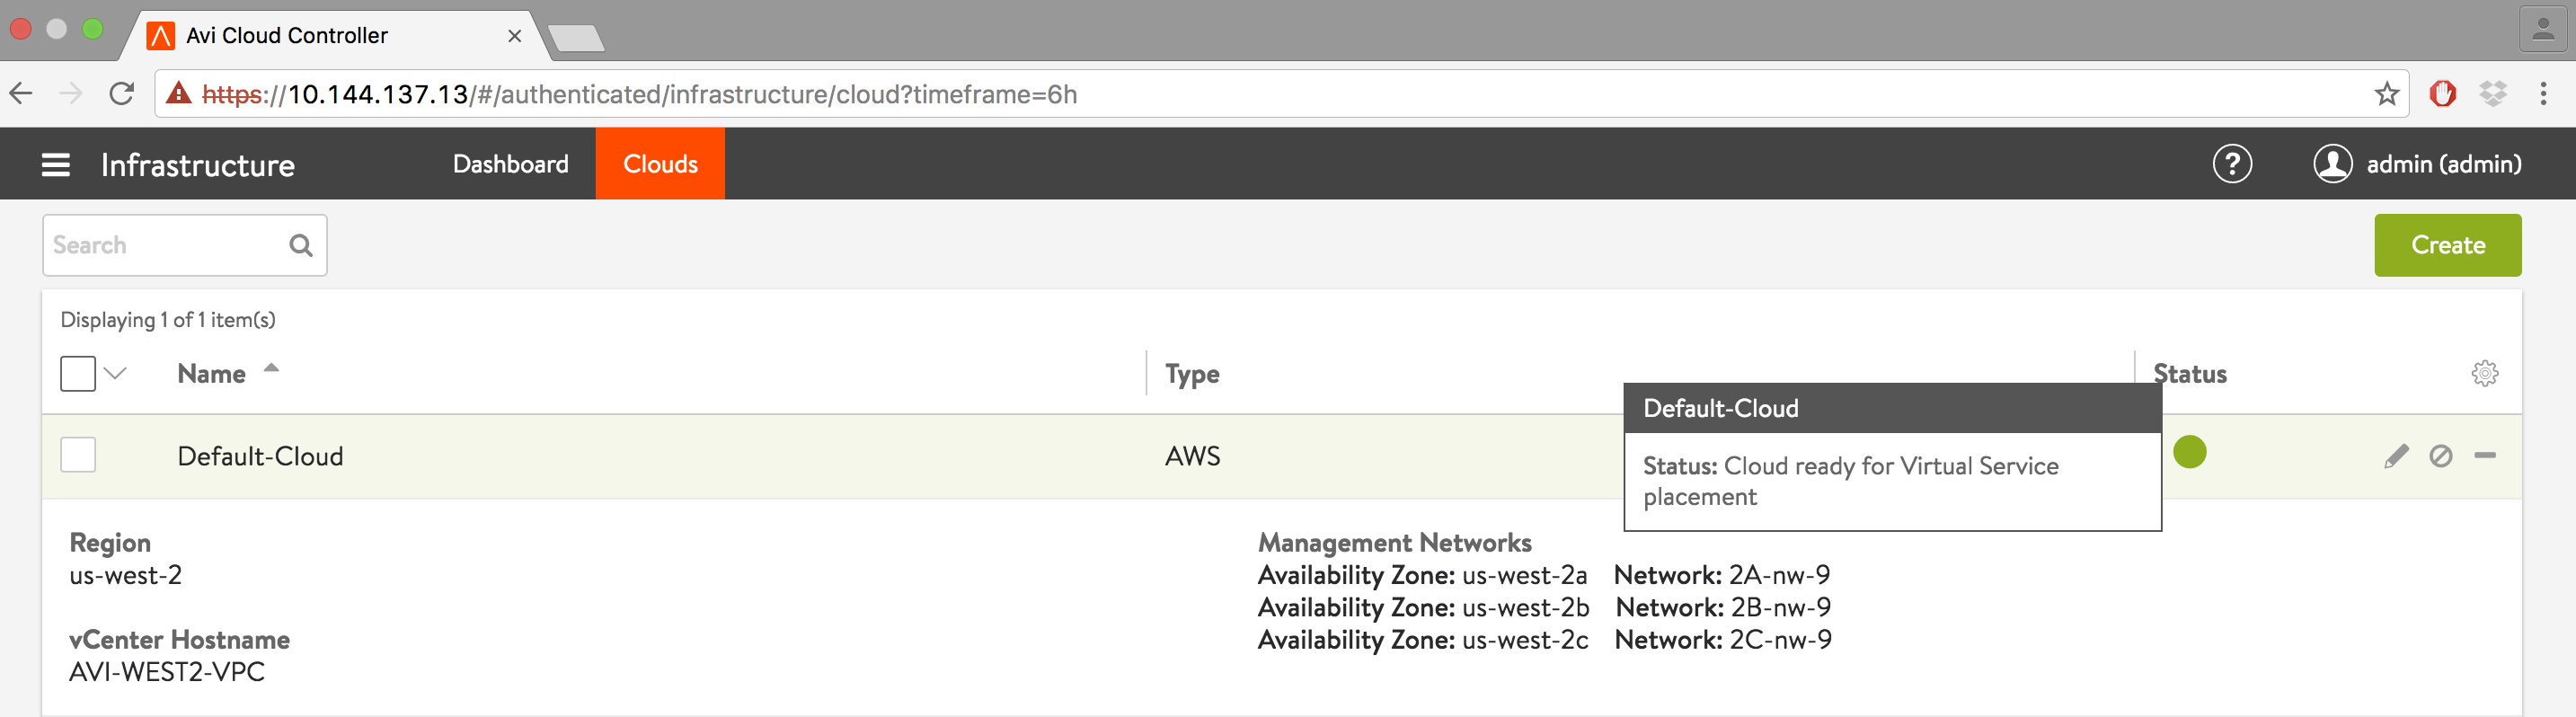 Avi Cloud Controller
https://10.144.137.13/#/authenticated/infrastructure/cloud?timeframe=6h
Infrastructure Dashboard Clouds ? admin (admin)
Search Create
Displaying 1 of 1 item(s)
Name Type Status
Default-Cloud AWS
Default-Cloud
Status: Cloud ready for Virtual Service
placement
Region
us-west-2
vCenter Hostname
AVI-WEST2-VPC
Management Networks
Availability Zone: us-west-2a Network: 2A-nw-9
Availability Zone: us-west-2b Network: 2B-nw-9
Availability Zone: us-west-2c Network: 2C-nw-9